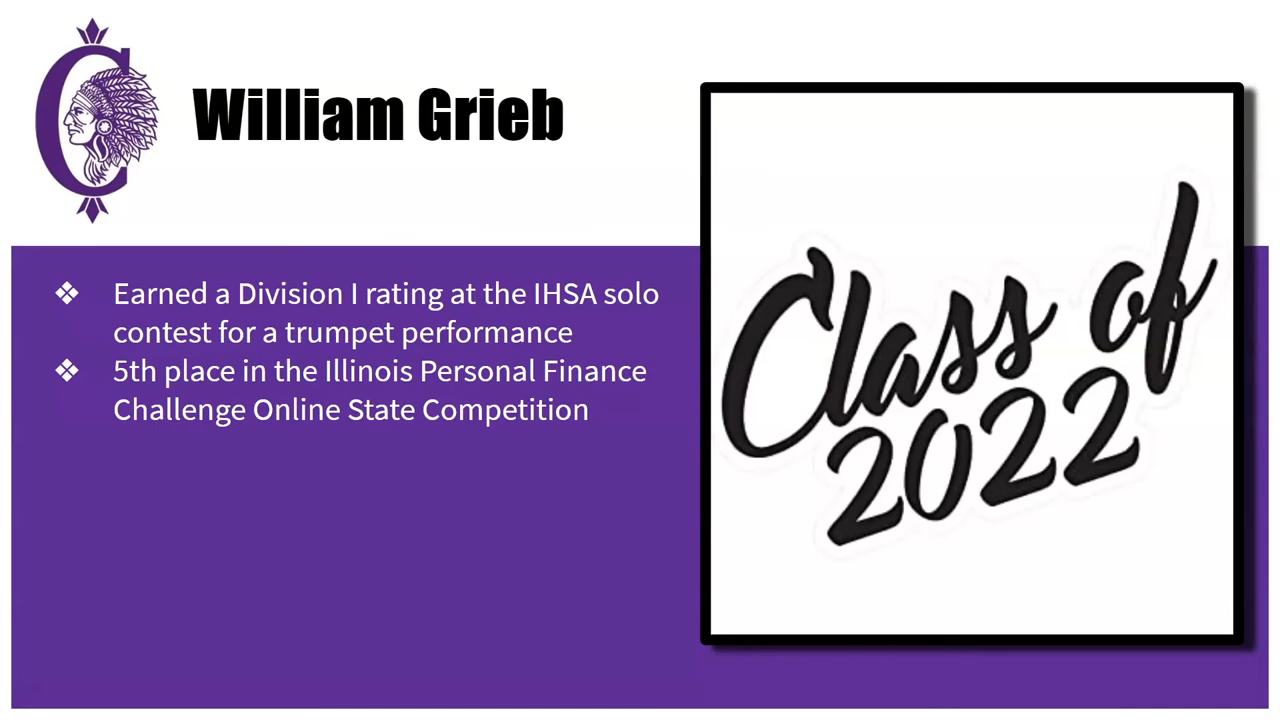 William Grieb
❖ Earned a Division I rating at the IHSA solo
contest for a trumpet performance
❖ 5th place in the Illinois Personal Finance
Challenge Online State Competition
Class of
2022
C